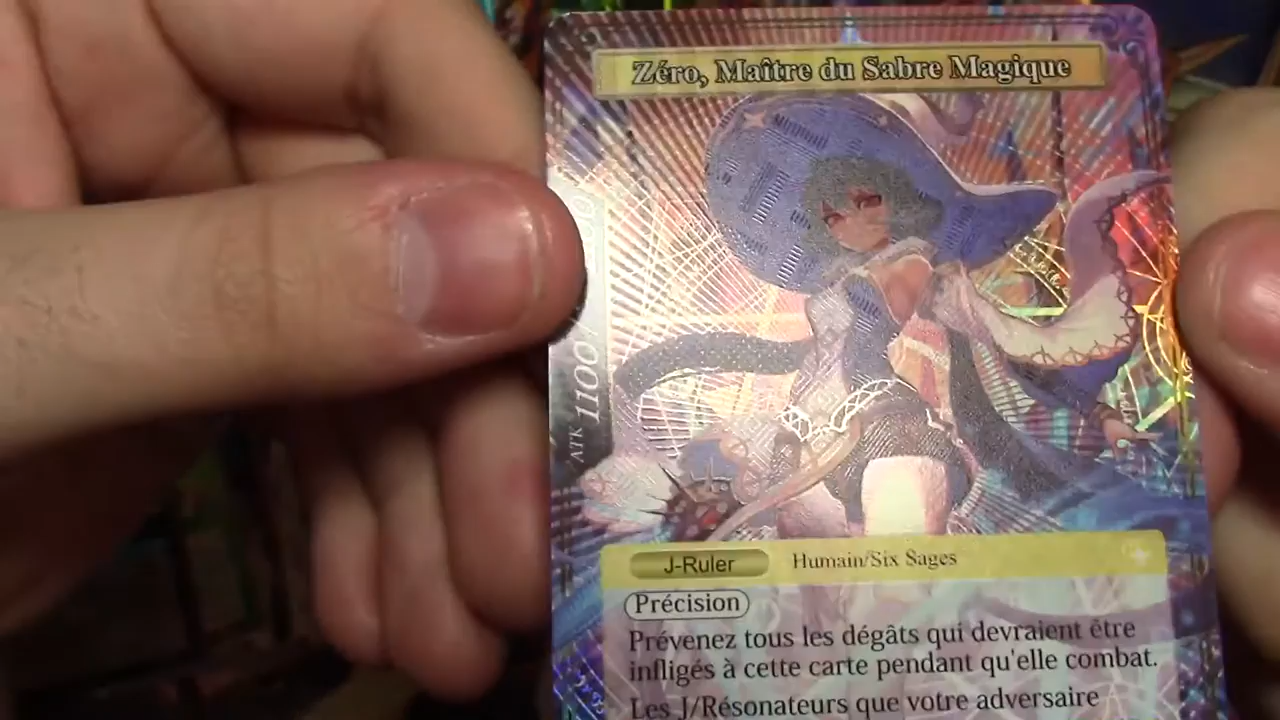 Zéro, Maître du Sabre Magique
ATK 1100/
J-Ruler
Humain/Six Sages
Précision
Prévenez tous les dégâts qui devraient être
infligés à cette carte pendant qu'elle combat.
Les J/Résonateurs que votre adversaire